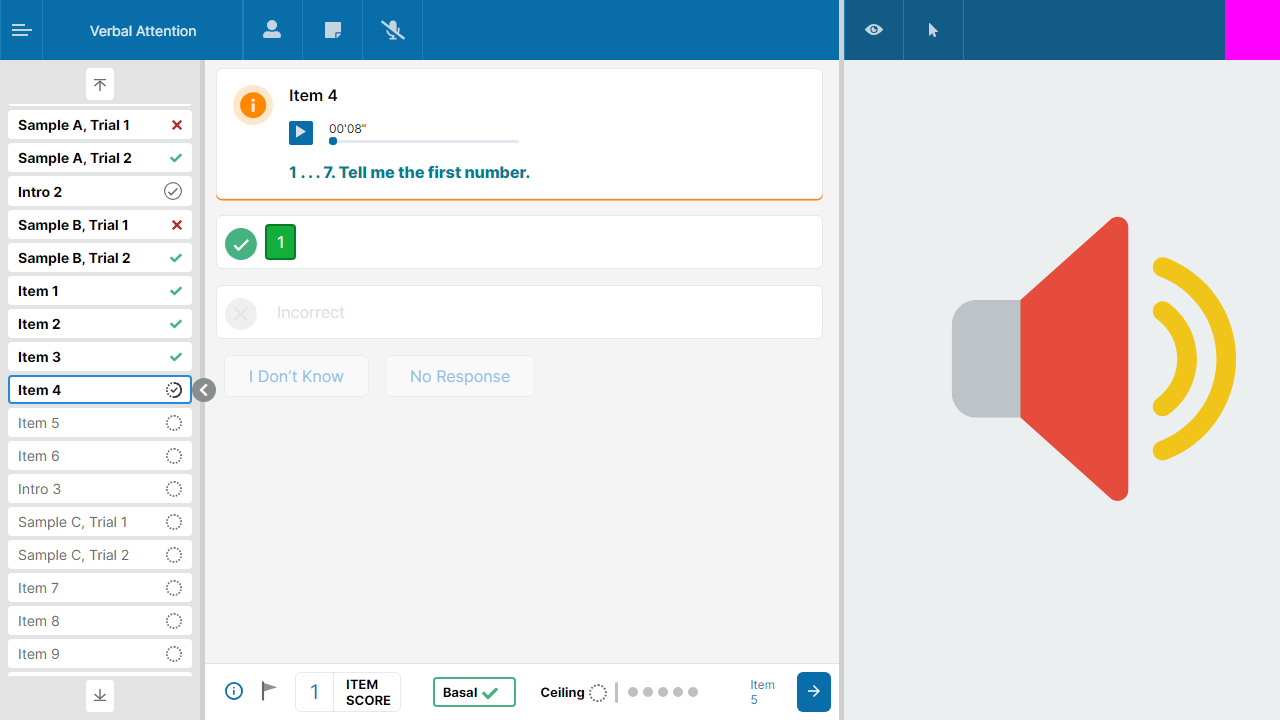 Verbal Attention
Sample A, Trial 1
Sample A, Trial 2
Intro 2
Sample B, Trial 1
Sample B, Trial 2
Item 1
Item 2
Item 3
Item 4
Item 5
Item 6
Intro 3
Sample C, Trial 1
Sample C, Trial 2
Item 7
Item 8
Item 9
Item 4
00'08"
1 . . . 7. Tell me the first number.
1
Incorrect
I Don't Know
No Response
1
ITEM
SCORE
Basal
Ceiling
Item
5